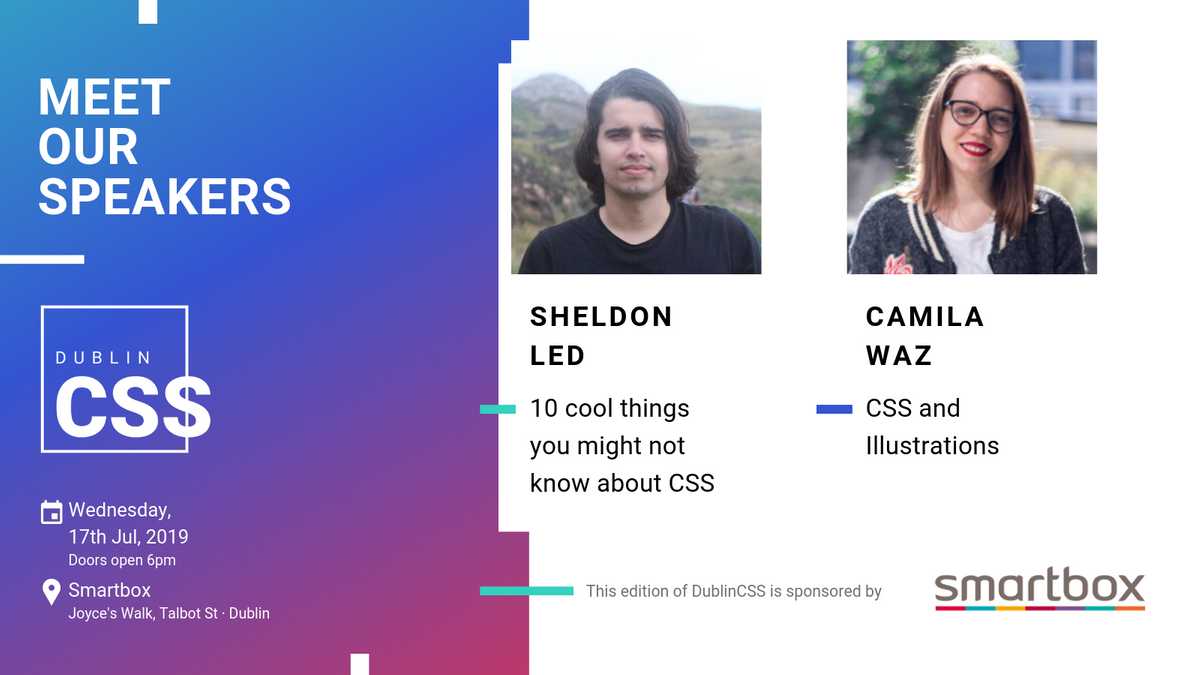 MEET
OUR
SPEAKERS
DUBLIN
CSS
Wednesday,
17th Jul, 2019
Doors open 6pm
Smartbox
Joyce's Walk, Talbot St · Dublin
SHELDON
LED
10 cool things
you might not
know about CSS
CAMILA
WAZ
CSS and
Illustrations
This edition of DublinCSS is sponsored by
smartbox